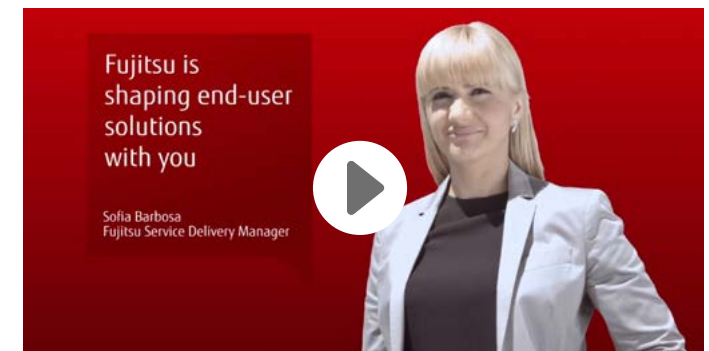 Fujitsu is
shaping end-user
solutions
with you
Sofia Barbosa
Fujitsu Service Delivery Manager